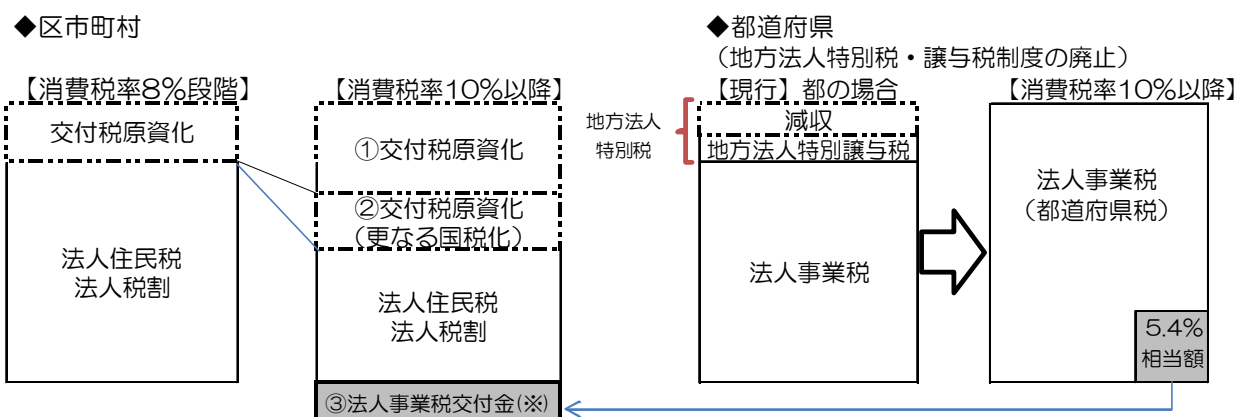 ◆区市町村
【消費税率8%段階】
交付税原資化
法人住民税
法人税割
【消費税率10%以降】
①交付税原資化
②交付税原資化
(更なる国税化)
法人住民税
法人税割
③法人事業税交付金(※)
◆都道府県
(地方法人特別税・譲与税制度の廃止)
【現行】都の場合
地方法人
特別税
減収
地方法人特別譲与税
法人事業税
【消費税率10%以降】
法人事業税
(都道府県税)
5.4%
相当額